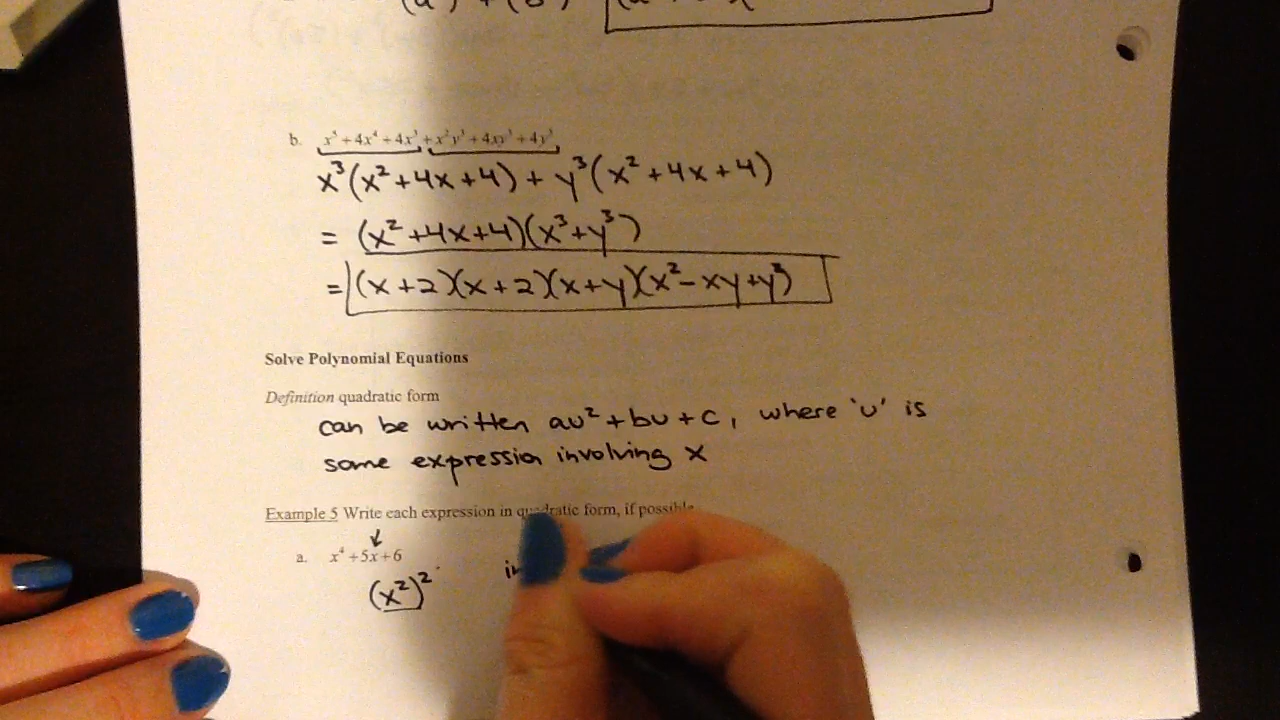 b. x⁵ + 4x⁴ + 4x³ + x²y³ + 4xy³ + 4y³
x³(x² + 4x + 4) + y³(x² + 4x + 4)
= (x² + 4x + 4)(x³ + y³)
= (x + 2)(x + 2)(x + y)(x² - xy + y²)
Solve Polynomial Equations
Definition quadratic form
can be written au² + bu + c, where 'u' is
some expression involving x
Example 5 Write each expression in quadratic form, if possible
a. x⁴ + 5x + 6
(x²)²